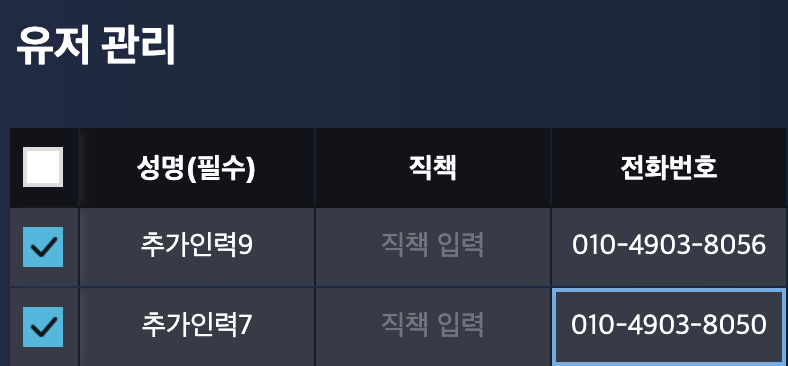 유저 관리
성명(필수) 직책 전화번호
추가인력9 직책 입력 010-4903-8056
추가인력7 직책 입력 010-4903-8050